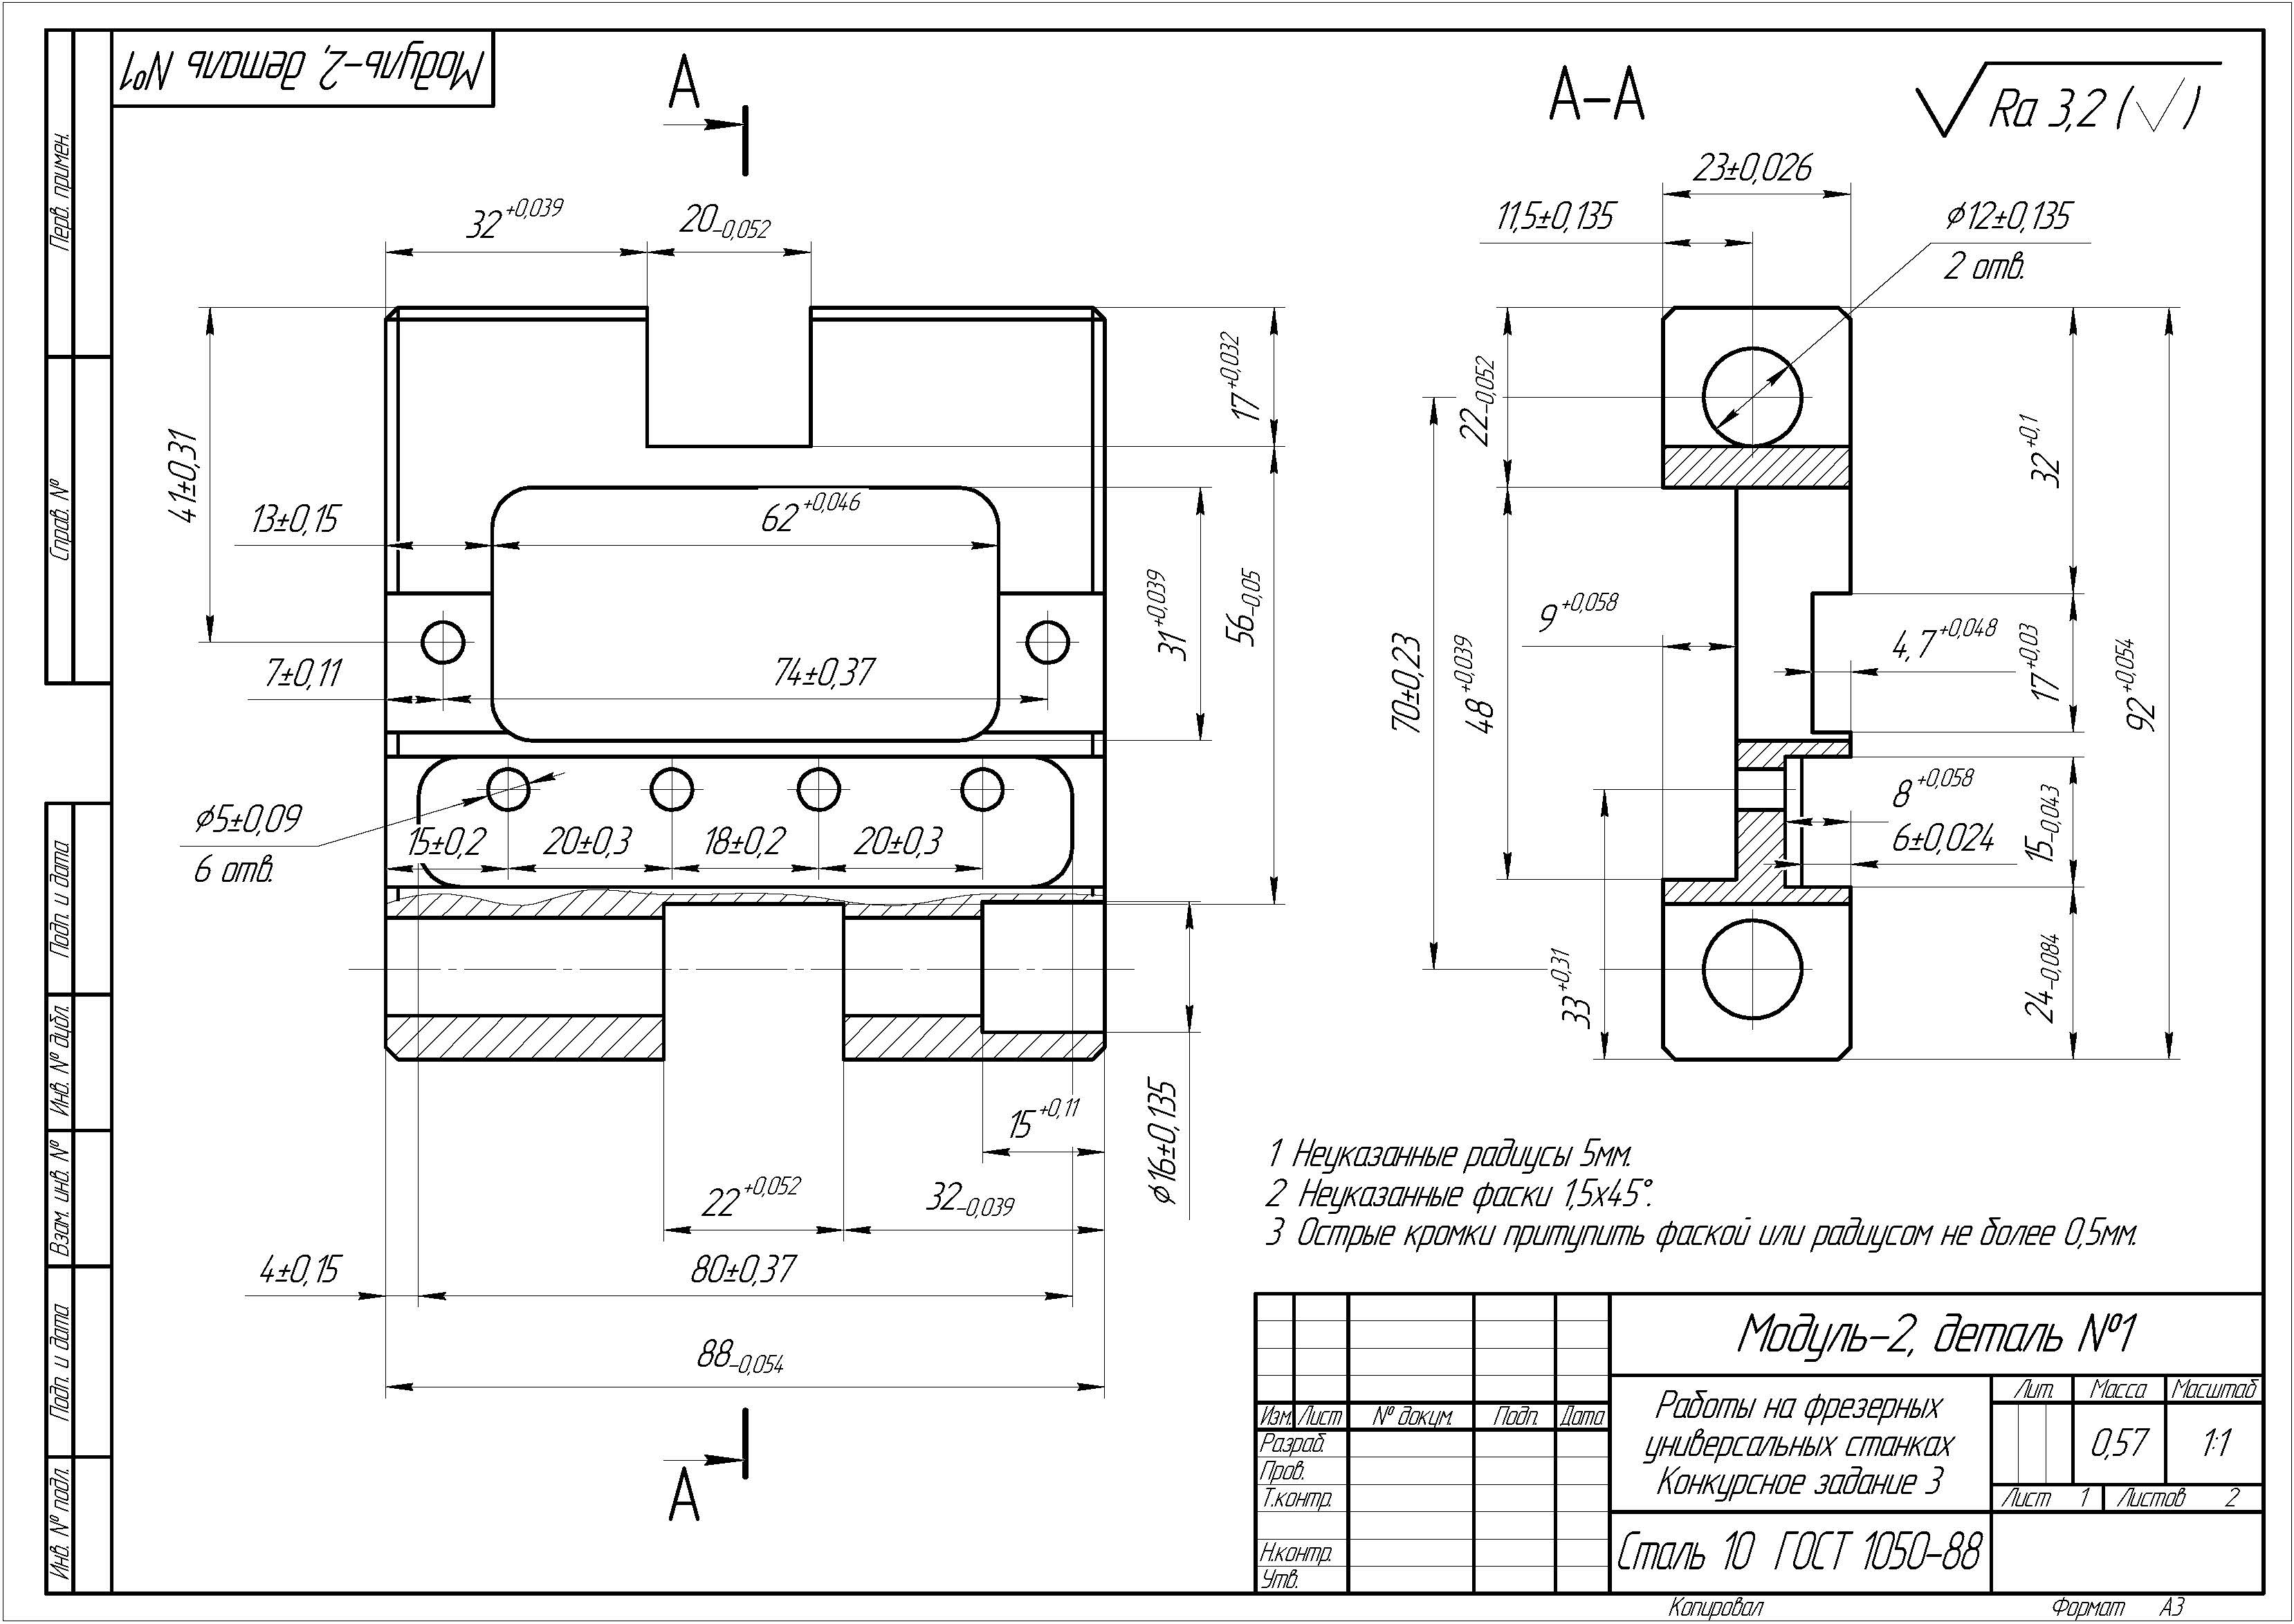 Модуль-2, деталь №1
Перв. примен.
Справ. №
Подп. и дата
Инв. № дубл.
Взам. инв. №
Подп. и дата
Инв. № подл.
А
А
А-А
√ Ra 3,2 (√)
32 +0,039
20 -0,052
41±0,31
13±0,15
62 +0,046
7±0,11
74±0,37
17 +0,032
31 +0,039
56 -0,05
⌀5±0,09
6 отв.
15±0,2
20±0,3
18±0,2
20±0,3
15 +0,11
⌀16±0,135
22 +0,052
32 -0,039
4±0,15
80±0,37
88 -0,054
23±0,026
11,5±0,135
⌀12±0,135
2 отв.
22 -0,052
32 +0,1
9 +0,058
4,7 +0,048
70±0,23
48 +0,039
17 +0,03
92 +0,054
8 +0,058
6±0,024
15 -0,043
33 +0,31
24 -0,084
1 Неуказанные радиусы 5мм.
2 Неуказанные фаски 1,5х45°.
3 Острые кромки притупить фаской или радиусом не более 0,5мм.
Модуль-2, деталь №1
Изм. Лист № докум. Подп. Дата
Разраб.
Пров.
Т.контр.
Н.контр.
Утв.
Работы на фрезерных
универсальных станках
Конкурсное задание 3
Лит. Масса Масштаб
0,57 1:1
Лист 1 Листов 2
Сталь 10 ГОСТ 1050-88
Копировал Формат А3